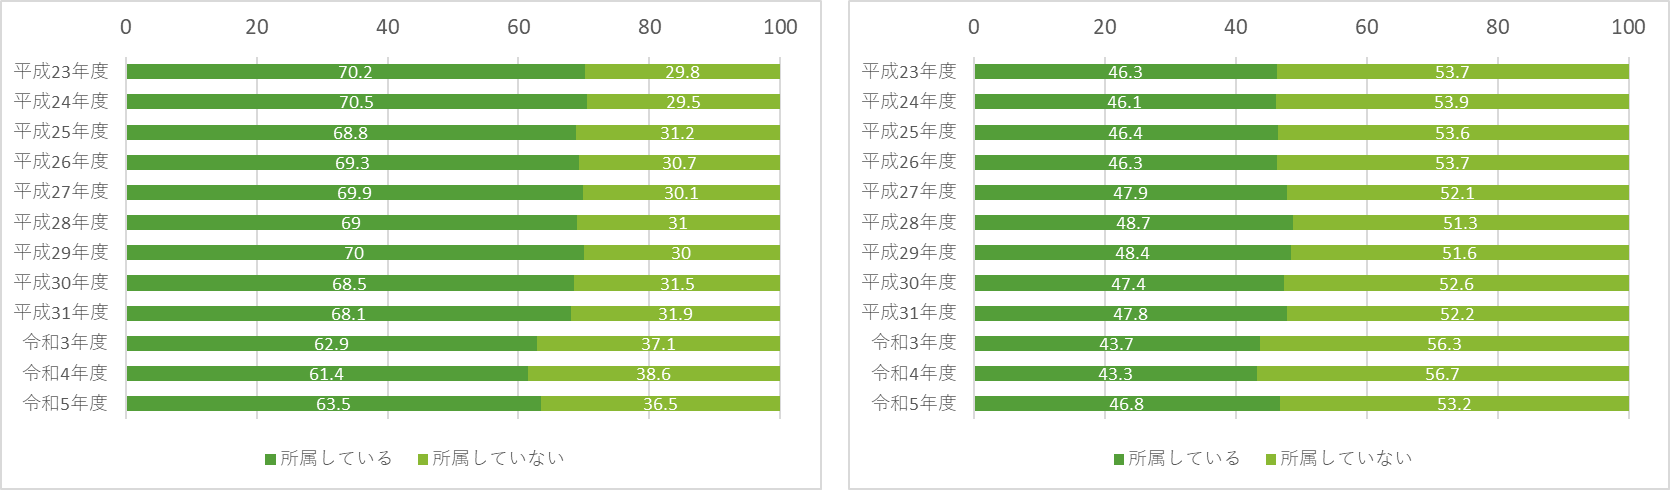 0 20 40 60 80 100
平成23年度 70.2 29.8
平成24年度 70.5 29.5
平成25年度 68.8 31.2
平成26年度 69.3 30.7
平成27年度 69.9 30.1
平成28年度 69 31
平成29年度 70 30
平成30年度 68.5 31.5
平成31年度 68.1 31.9
令和3年度 62.9 37.1
令和4年度 61.4 38.6
令和5年度 63.5 36.5
所属している 所属していない
0 20 40 60 80 100
平成23年度 46.3 53.7
平成24年度 46.1 53.9
平成25年度 46.4 53.6
平成26年度 46.3 53.7
平成27年度 47.9 52.1
平成28年度 48.7 51.3
平成29年度 48.4 51.6
平成30年度 47.4 52.6
平成31年度 47.8 52.2
令和3年度 43.7 56.3
令和4年度 43.3 56.7
令和5年度 46.8 53.2
所属している 所属していない